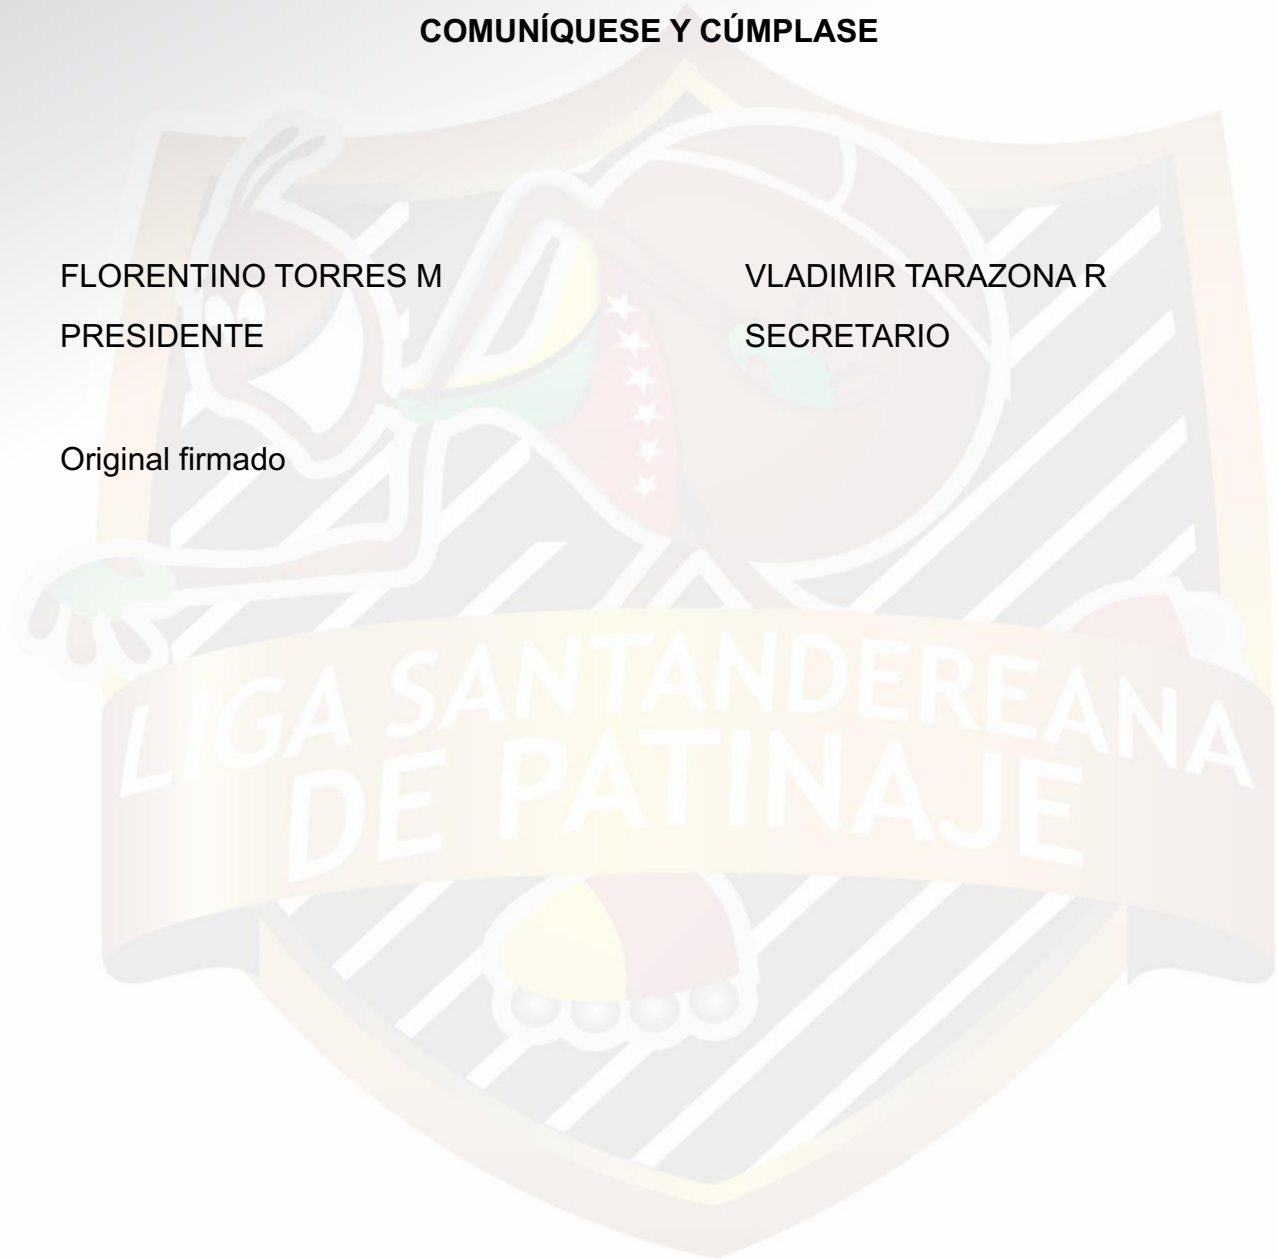 COMUNÍQUESE Y CÚMPLASE
FLORENTINO TORRES M VLADIMIR TARAZONA R
PRESIDENTE SECRETARIO
Original firmado
LIGA SANTANDEREANA
DE PATINAJE